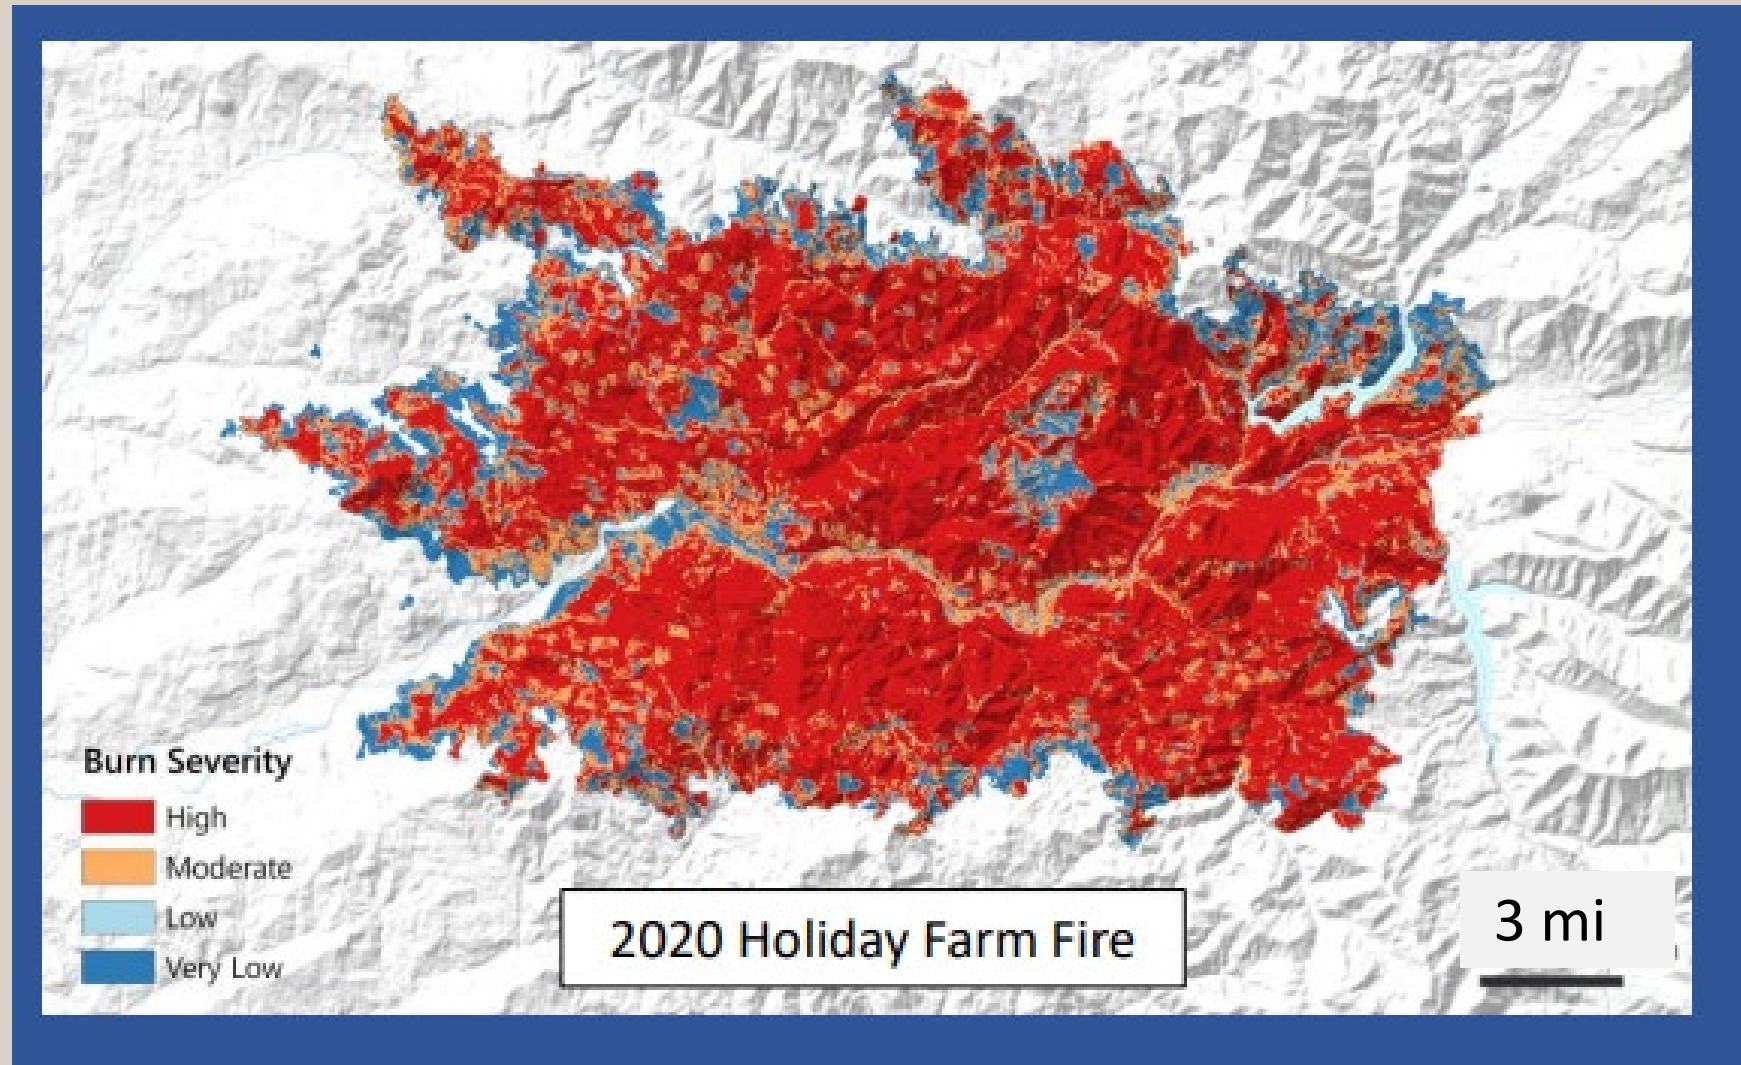 Burn Severity
High
Moderate
Low
Very Low
2020 Holiday Farm Fire
3 mi